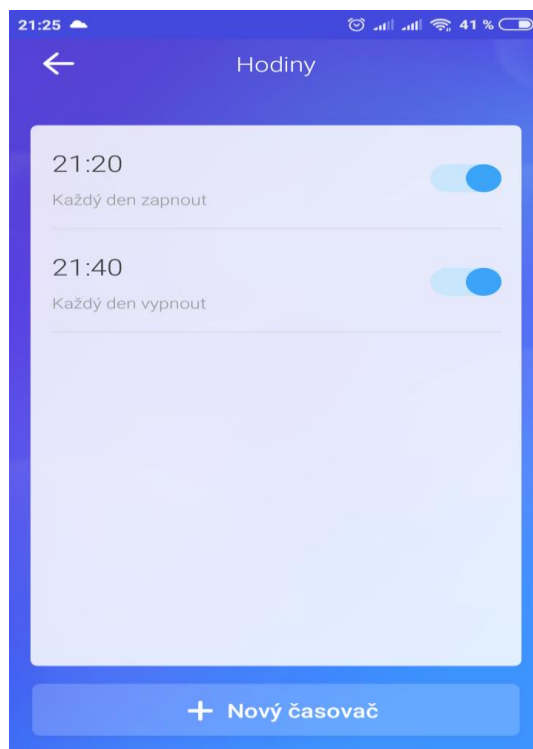 21:25 41 %
Hodiny
21:20
Každý den zapnout
21:40
Každý den vypnout
+ Nový časovač